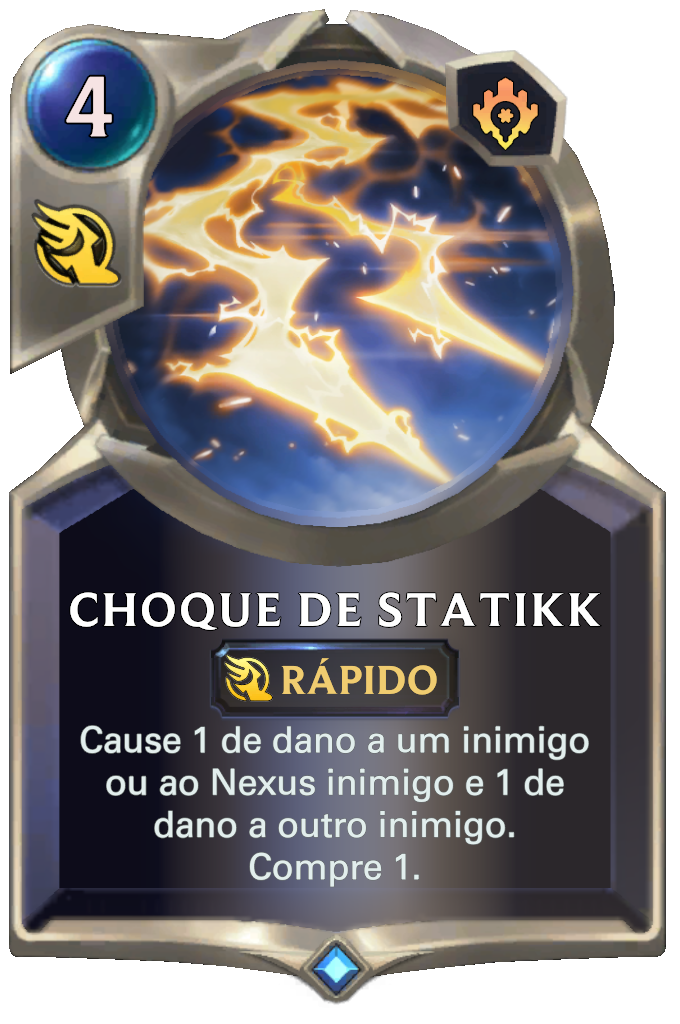 4
CHOQUE DE STATIKK
RÁPIDO
Cause 1 de dano a um inimigo
ou ao Nexus inimigo e 1 de
dano a outro inimigo.
Compre 1.